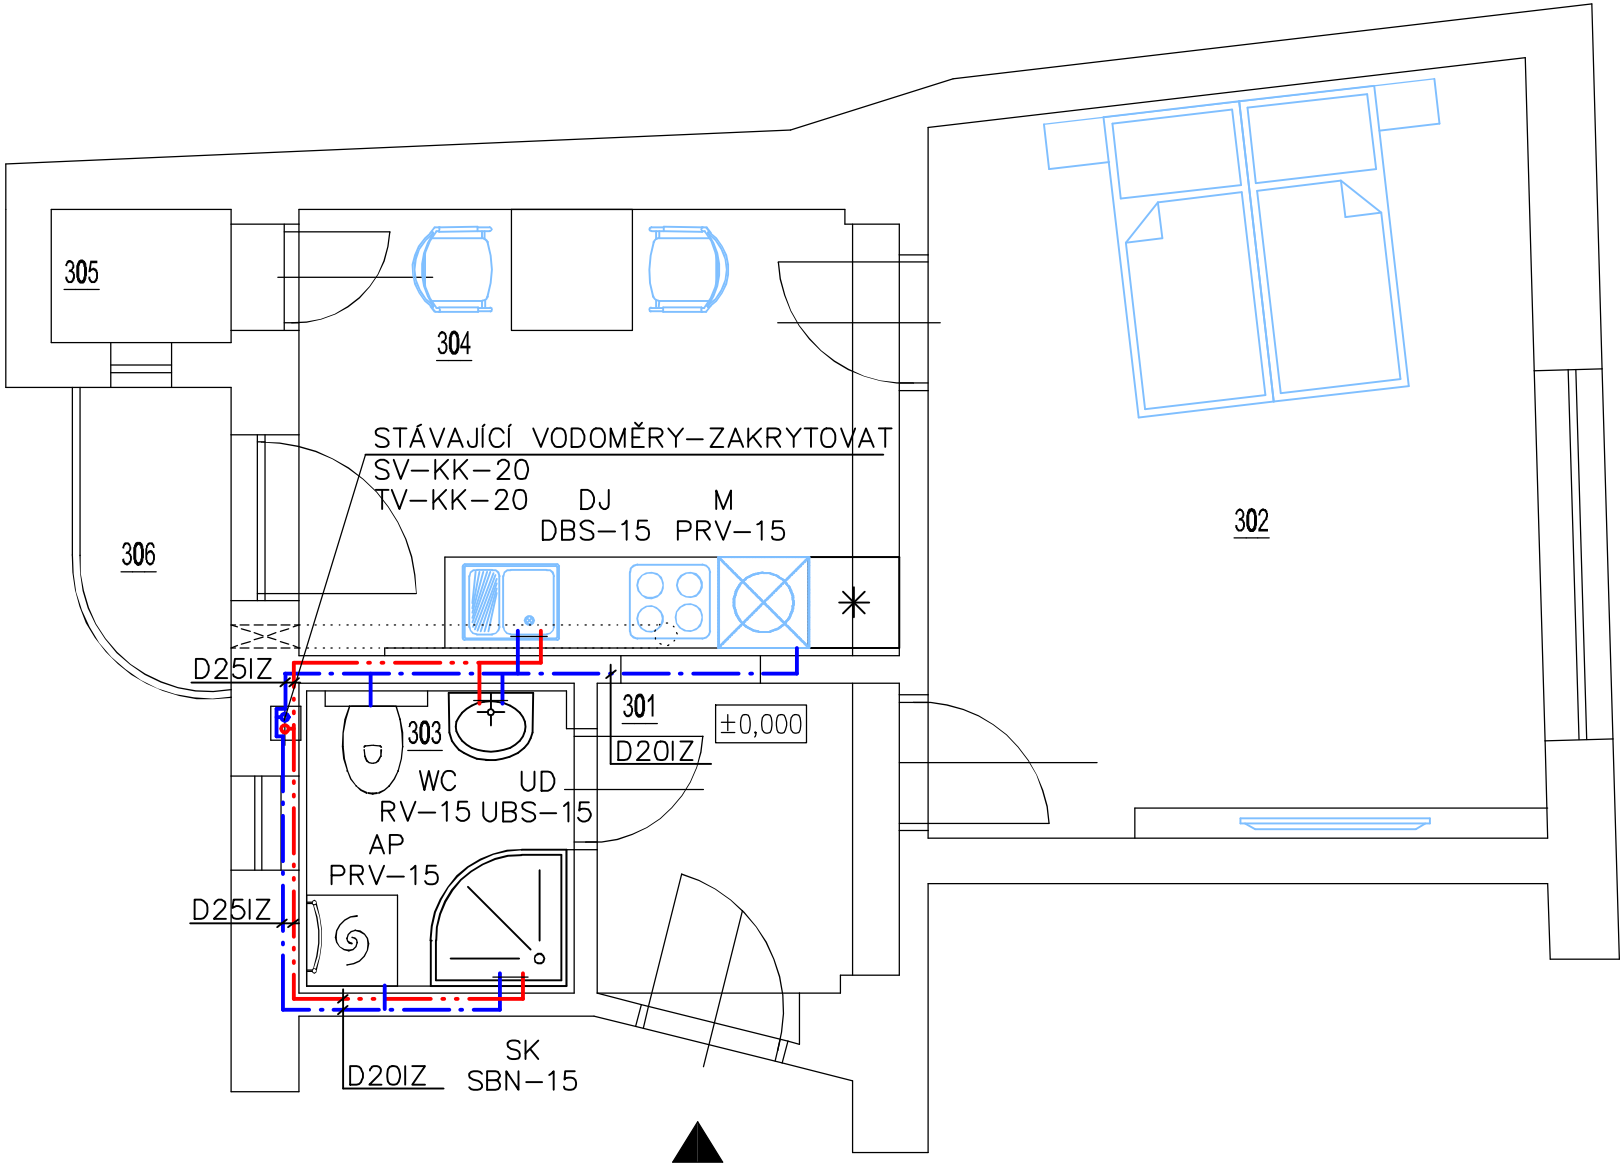 305
304
STÁVAJÍCÍ VODOMĚRY-ZAKRYTOVAT
SV-KK-20
TV-KK-20
DJ
DBS-15
M
PRV-15
302
306
D25IZ
301
±0,000
D20IZ
303
WC
RV-15
UD
UBS-15
AP
PRV-15
D25IZ
D20IZ
SK
SBN-15